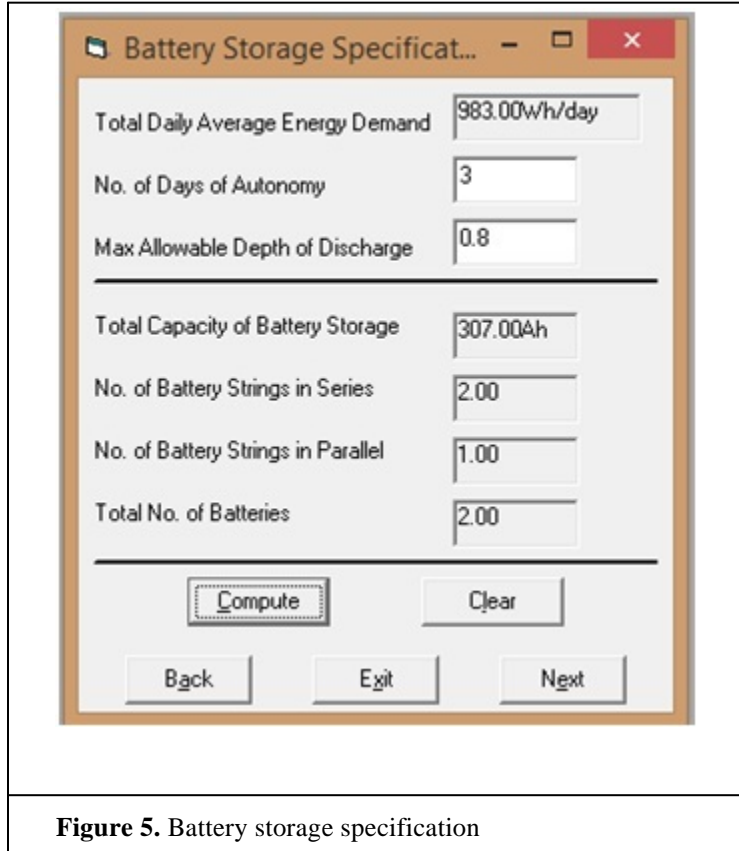 Battery Storage Specificat...
Total Daily Average Energy Demand 983.00Wh/day
No. of Days of Autonomy 3
Max Allowable Depth of Discharge 0.8
Total Capacity of Battery Storage 307.00Ah
No. of Battery Strings in Series 2.00
No. of Battery Strings in Parallel 1.00
Total No. of Batteries 2.00
Compute Clear
Back Exit Next
Figure 5. Battery storage specification